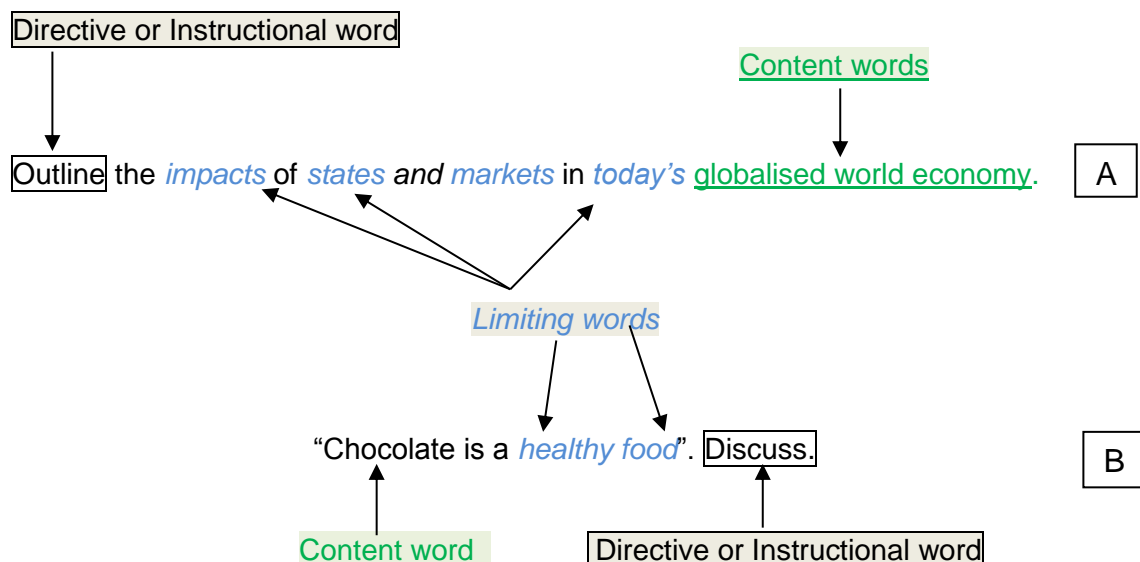 Directive or Instructional word
Content words
Outline the impacts of states and markets in today’s globalised world economy.
A
Limiting words
“Chocolate is a healthy food”. Discuss.
B
Content word
Directive or Instructional word